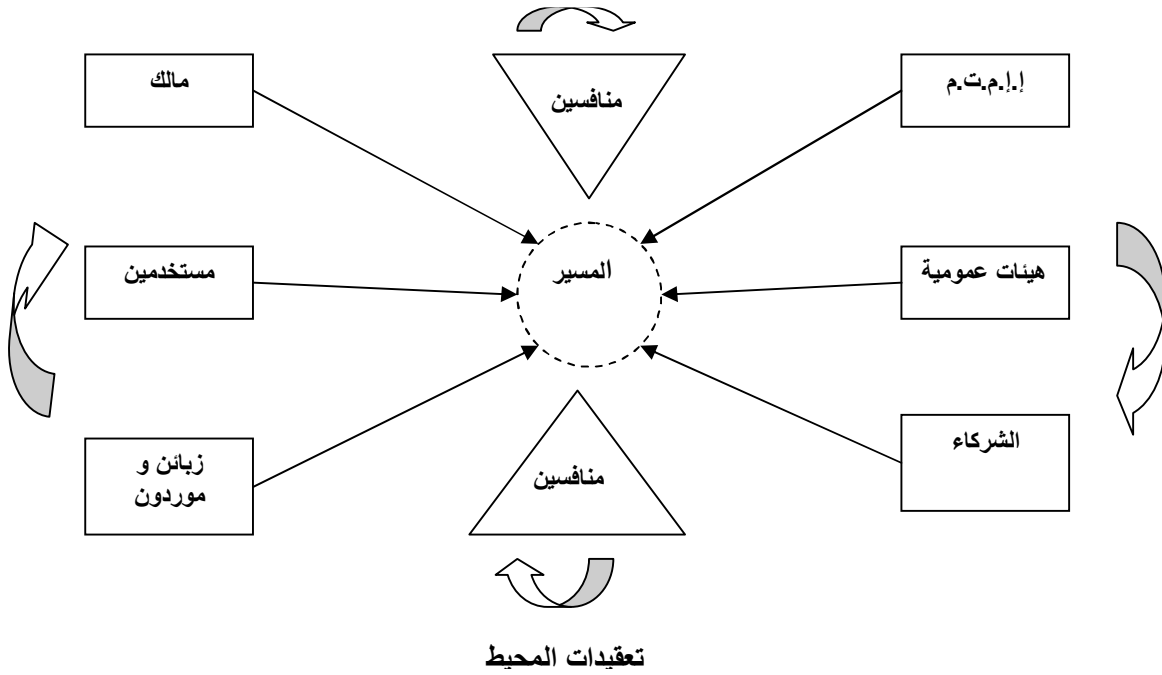 مالك
منافسين
إ.إ.م.ت.م
مستخدمين
المسير
هيئات عمومية
زبائن و
موردون
منافسين
الشركاء
تعقيدات المحيط